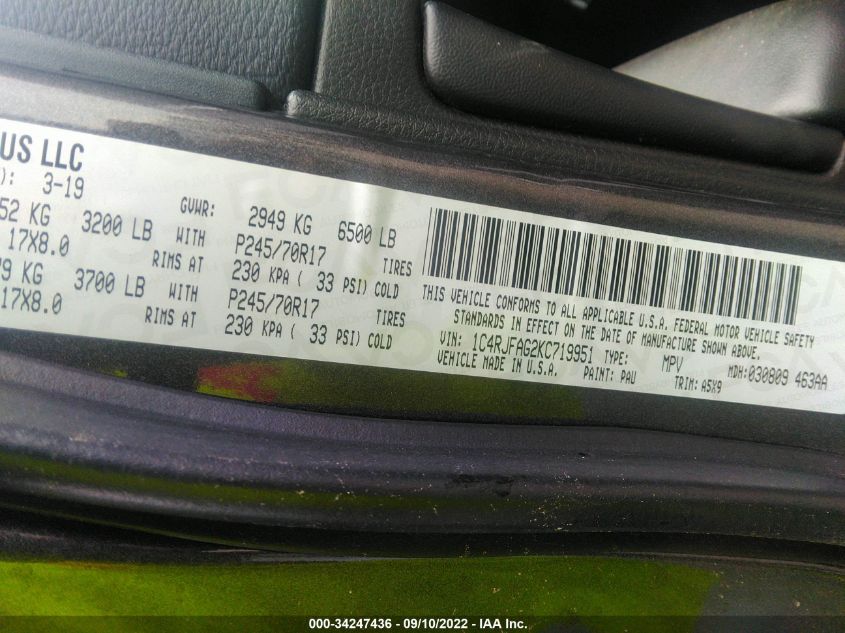 US LLC
): 3-19
GVWR: 2949 KG 6500 LB
52 KG 3200 LB WITH P245/70R17 TIRES
17X8.0 RIMS AT 230 KPA ( 33 PSI) COLD
9 KG 3700 LB WITH P245/70R17 TIRES
17X8.0 RIMS AT 230 KPA ( 33 PSI) COLD
THIS VEHICLE CONFORMS TO ALL APPLICABLE U.S.A. FEDERAL MOTOR VEHICLE SAFETY
STANDARDS IN EFFECT ON THE DATE OF MANUFACTURE SHOWN ABOVE.
VIN: 1C4RJFAG2KC719951 TYPE: MPV MDH:030809 463AA
VEHICLE MADE IN U.S.A. PAINT: PAU TRIM: A5X9
000-34247436 - 09/10/2022 - IAA Inc.